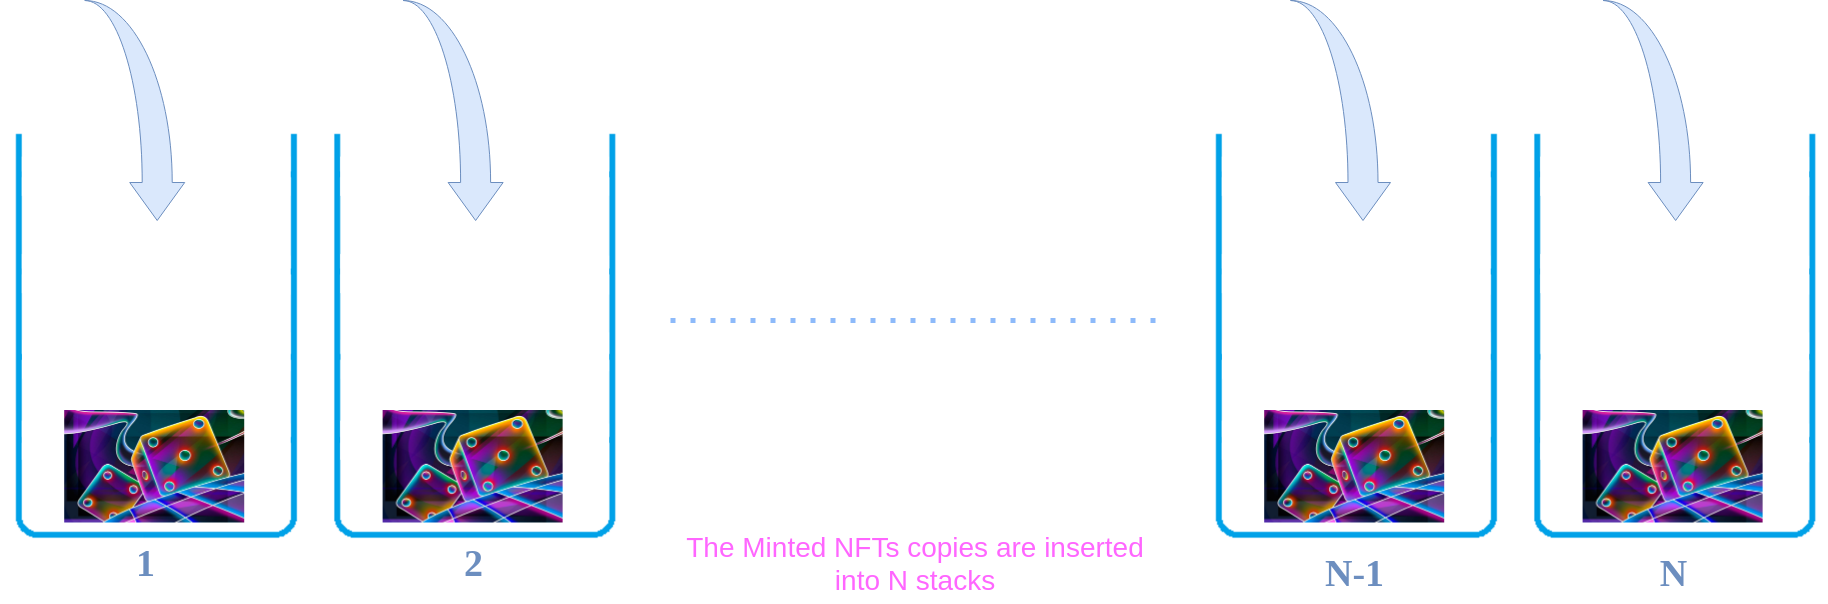 The Minted NFTs copies are inserted
into N stacks
1
2
N-1
N